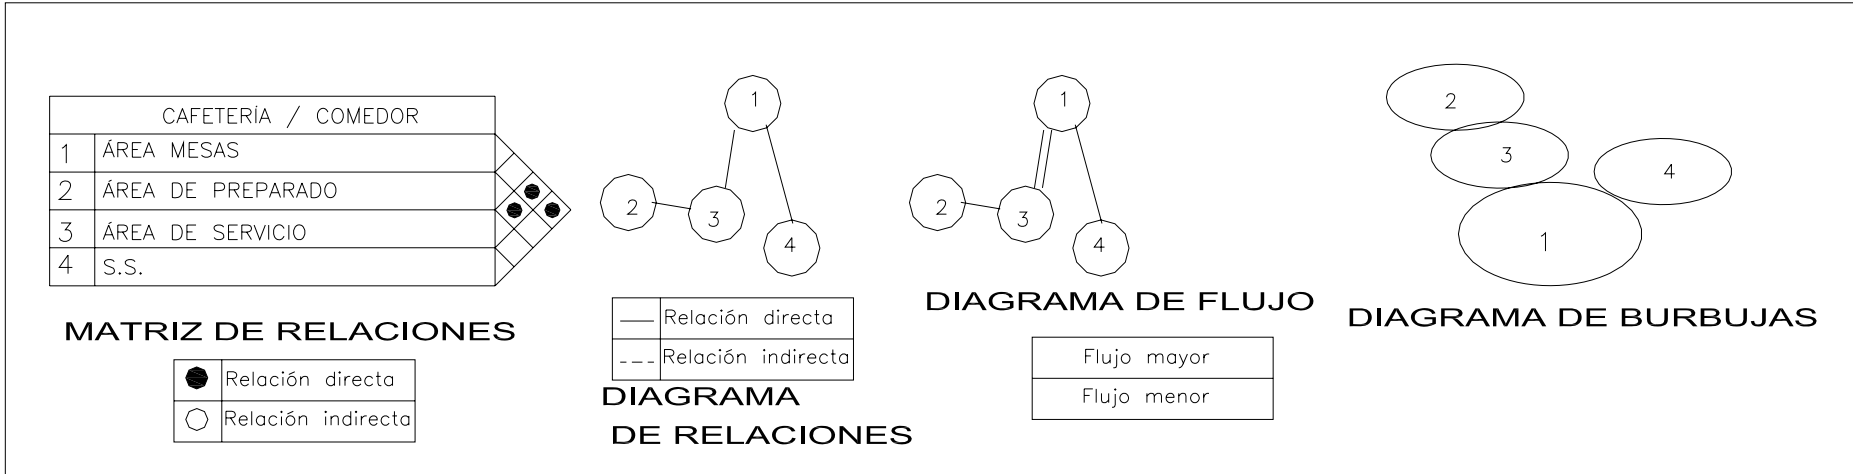 CAFETERÍA / COMEDOR
1 ÁREA MESAS
2 ÁREA DE PREPARADO
3 ÁREA DE SERVICIO
4 S.S.
MATRIZ DE RELACIONES
Relación directa
Relación indirecta
1
2
3
4
Relación directa
Relación indirecta
DIAGRAMA
DE RELACIONES
1
2
3
4
DIAGRAMA DE FLUJO
Flujo mayor
Flujo menor
2
3
4
1
DIAGRAMA DE BURBUJAS